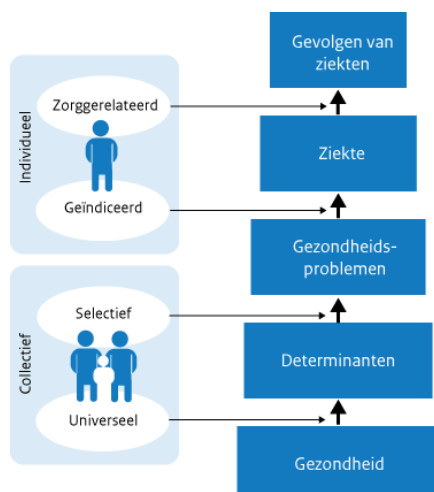 Gevolgen van
ziekten
Individueel
Zorggerelateerd
Ziekte
Geïndiceerd
Gezondheids-
problemen
Collectief
Selectief
Determinanten
Universeel
Gezondheid